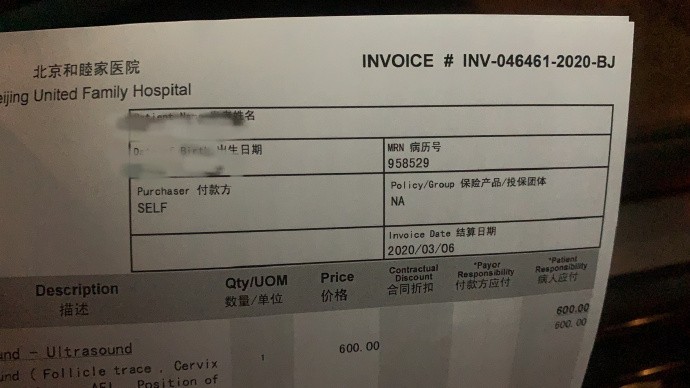 北京和睦家医院
eijing United Family Hospital
INVOICE # INV-046461-2020-BJ
姓名
出生日期
MRN 病历号
958529
Purchaser 付款方
SELF
Policy/Group 保险产品/投保团体
NA
Invoice Date 结算日期
2020/03/06
Description
描述
Qty/UOM
数量/单位
Price
价格
Contractual
Discount
合同折扣
*Payor
Responsibility
付款方应付
*Patient
Responsibility
病人应付
600.00
600.00
und - Ultrasound
1
600.00
und ( Follicle trace , Cervix
AFI, Position of